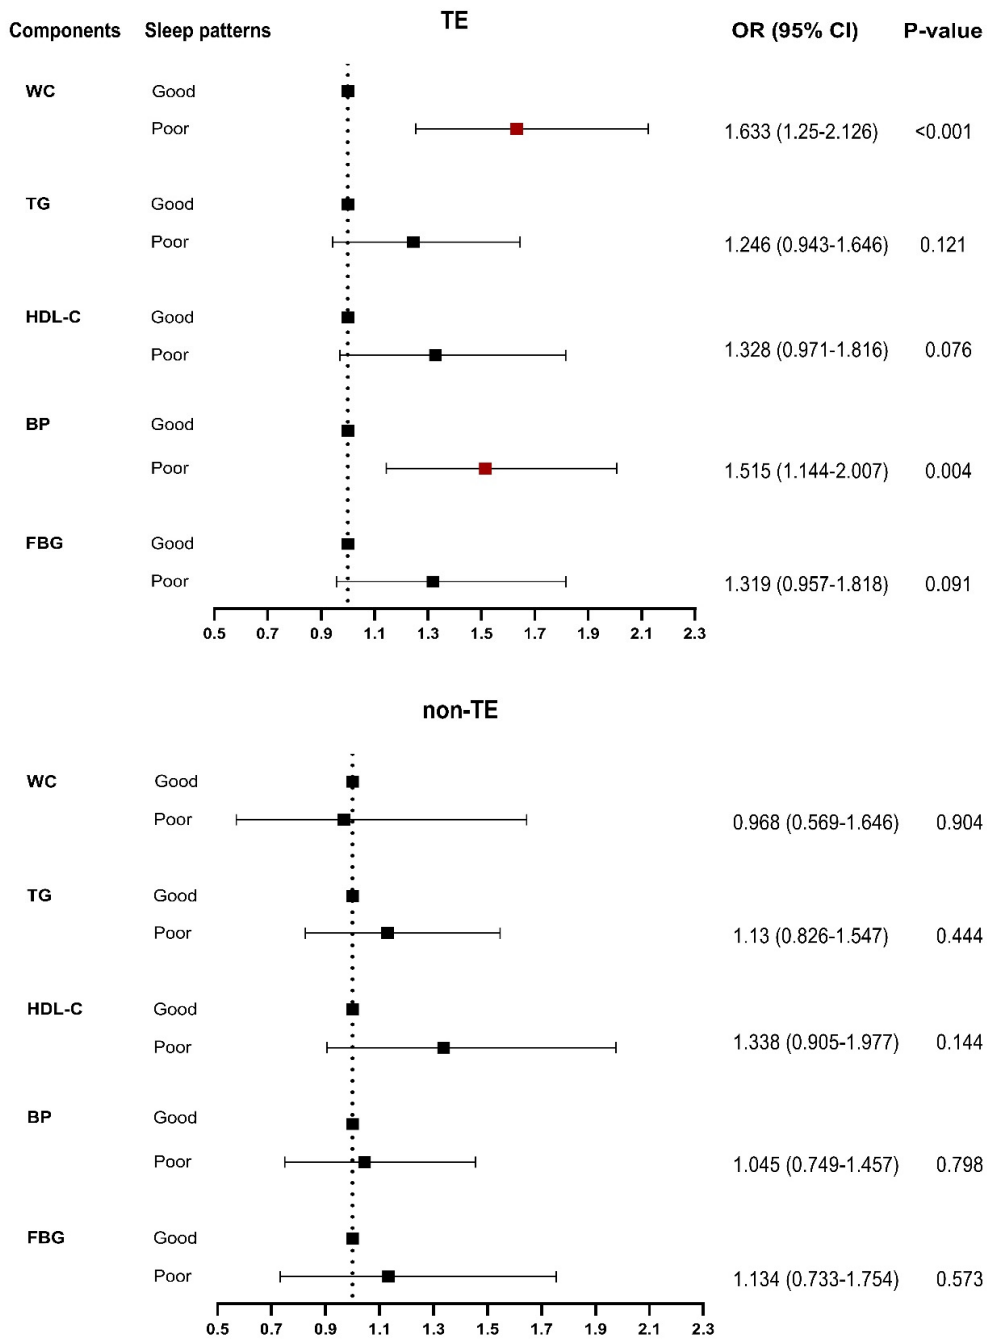 TE
Components Sleep patterns OR (95% CI) P-value
WC Good
Poor 1.633 (1.25-2.126) <0.001
TG Good
Poor 1.246 (0.943-1.646) 0.121
HDL-C Good
Poor 1.328 (0.971-1.816) 0.076
BP Good
Poor 1.515 (1.144-2.007) 0.004
FBG Good
Poor 1.319 (0.957-1.818) 0.091
0.5 0.7 0.9 1.1 1.3 1.5 1.7 1.9 2.1 2.3
non-TE
WC Good
Poor 0.968 (0.569-1.646) 0.904
TG Good
Poor 1.13 (0.826-1.547) 0.444
HDL-C Good
Poor 1.338 (0.905-1.977) 0.144
BP Good
Poor 1.045 (0.749-1.457) 0.798
FBG Good
Poor 1.134 (0.733-1.754) 0.573
0.5 0.7 0.9 1.1 1.3 1.5 1.7 1.9 2.1 2.3